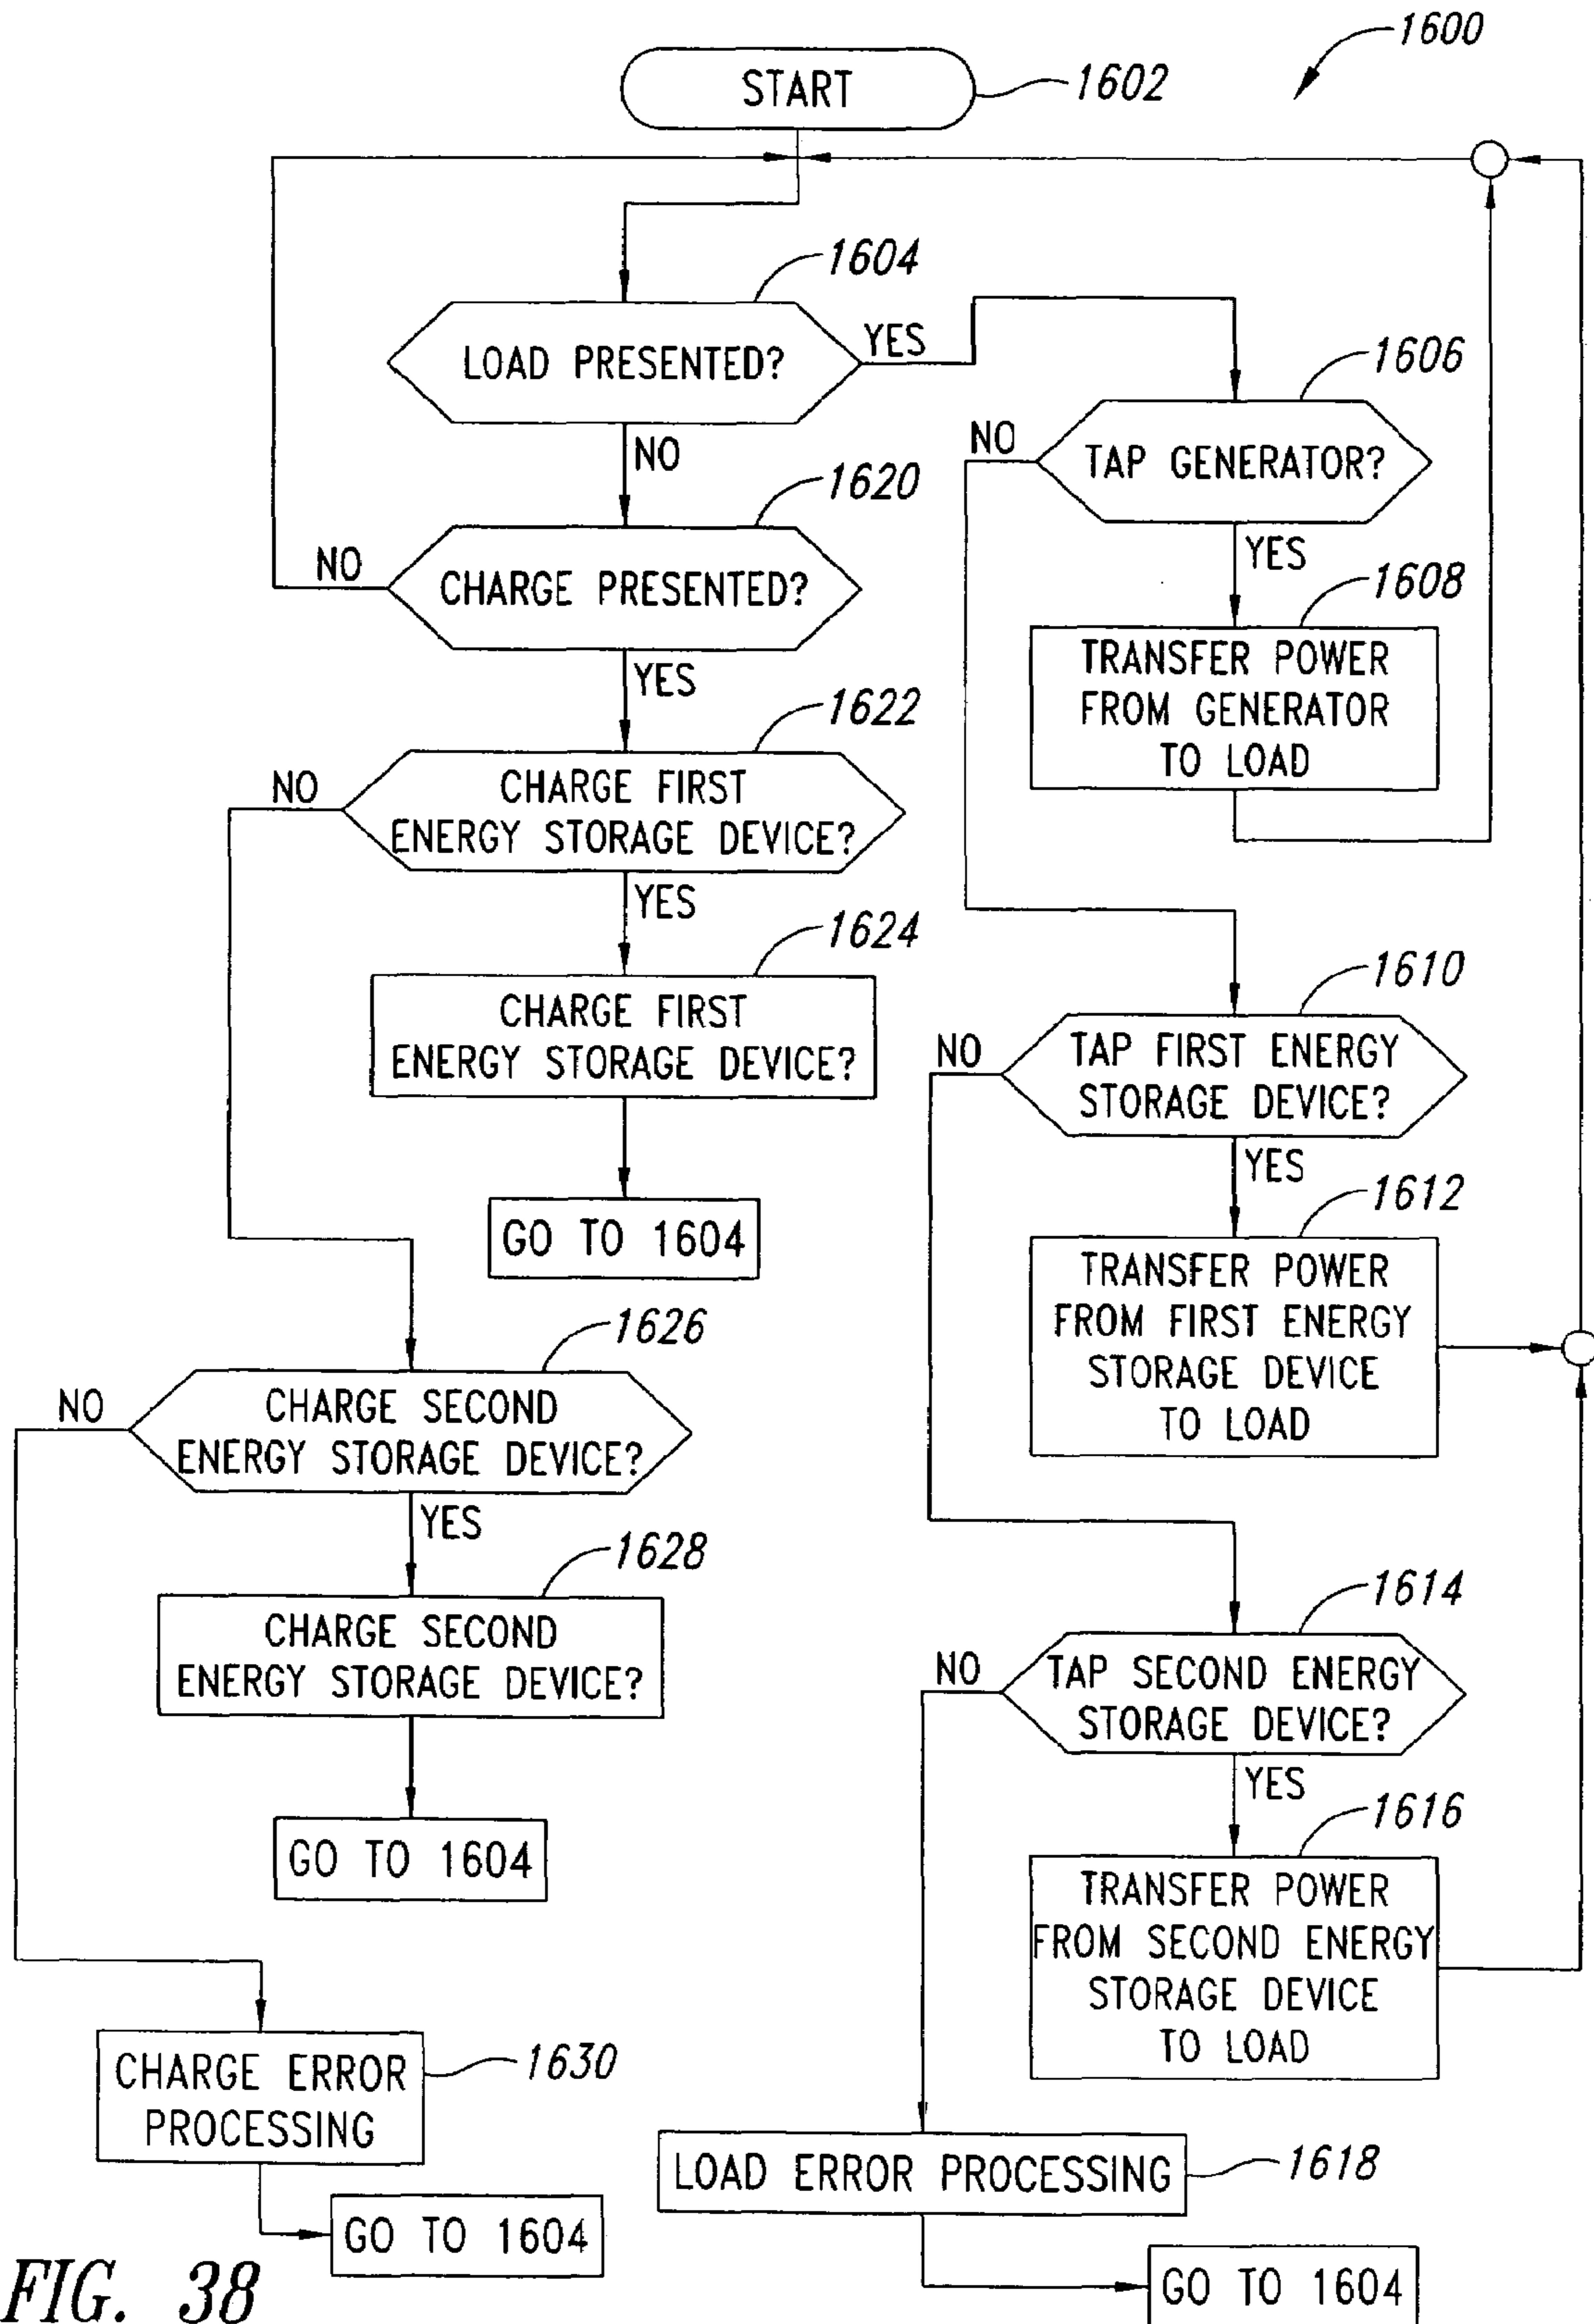 1600
START
1602
1604
LOAD PRESENTED?
YES
NO
1606
NO
TAP GENERATOR?
YES
1608
TRANSFER POWER
FROM GENERATOR
TO LOAD
1620
NO
CHARGE PRESENTED?
YES
1622
NO
CHARGE FIRST
ENERGY STORAGE DEVICE?
YES
1624
CHARGE FIRST
ENERGY STORAGE DEVICE?
GO TO 1604
1610
NO
TAP FIRST ENERGY
STORAGE DEVICE?
YES
1612
TRANSFER POWER
FROM FIRST ENERGY
STORAGE DEVICE
TO LOAD
1626
NO
CHARGE SECOND
ENERGY STORAGE DEVICE?
YES
1628
CHARGE SECOND
ENERGY STORAGE DEVICE?
GO TO 1604
1614
NO
TAP SECOND ENERGY
STORAGE DEVICE?
YES
1616
TRANSFER POWER
FROM SECOND ENERGY
STORAGE DEVICE
TO LOAD
CHARGE ERROR
PROCESSING
1630
GO TO 1604
LOAD ERROR PROCESSING
1618
GO TO 1604
FIG. 38